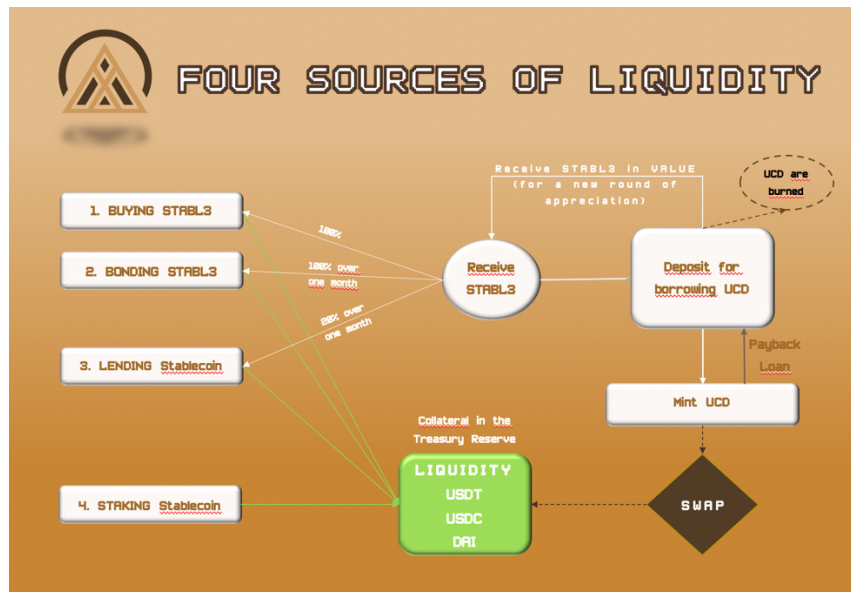 FOUR SOURCES OF LIQUIDITY
Receive STABL3 in VALUE
(for a new round of
appreciation)
UCD are
burned
1. BUYING STABL3
100%
2. BONDING STABL3
100% over
one month
Receive
STABL3
Deposit for
borrowing UCD
20% over
one month
Payback
Loan
3. LENDING Stablecoin
Mint UCD
Collateral in the
Treasury Reserve
LIQUIDITY
USDT
USDC
DAI
4. STAKING Stablecoin
SWAP